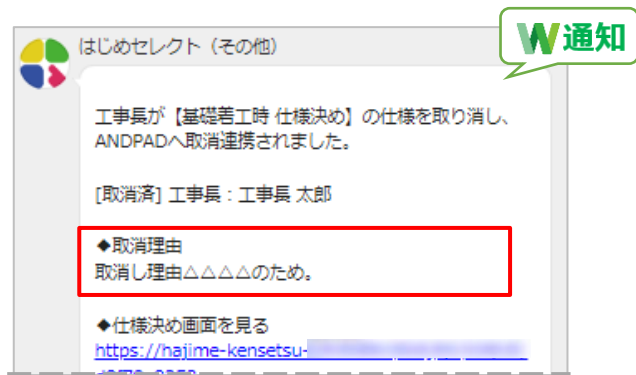 はじめセレクト（その他）
W通知
工事長が【基礎着工時 仕様決め】の仕様を取り消し、
ANDPADへ取消連携されました。
[取消済] 工事長：工事長 太郎
◆取消理由
取消し理由△△△△のため。
◆仕様決め画面を見る
https://hajime-kensetsu-